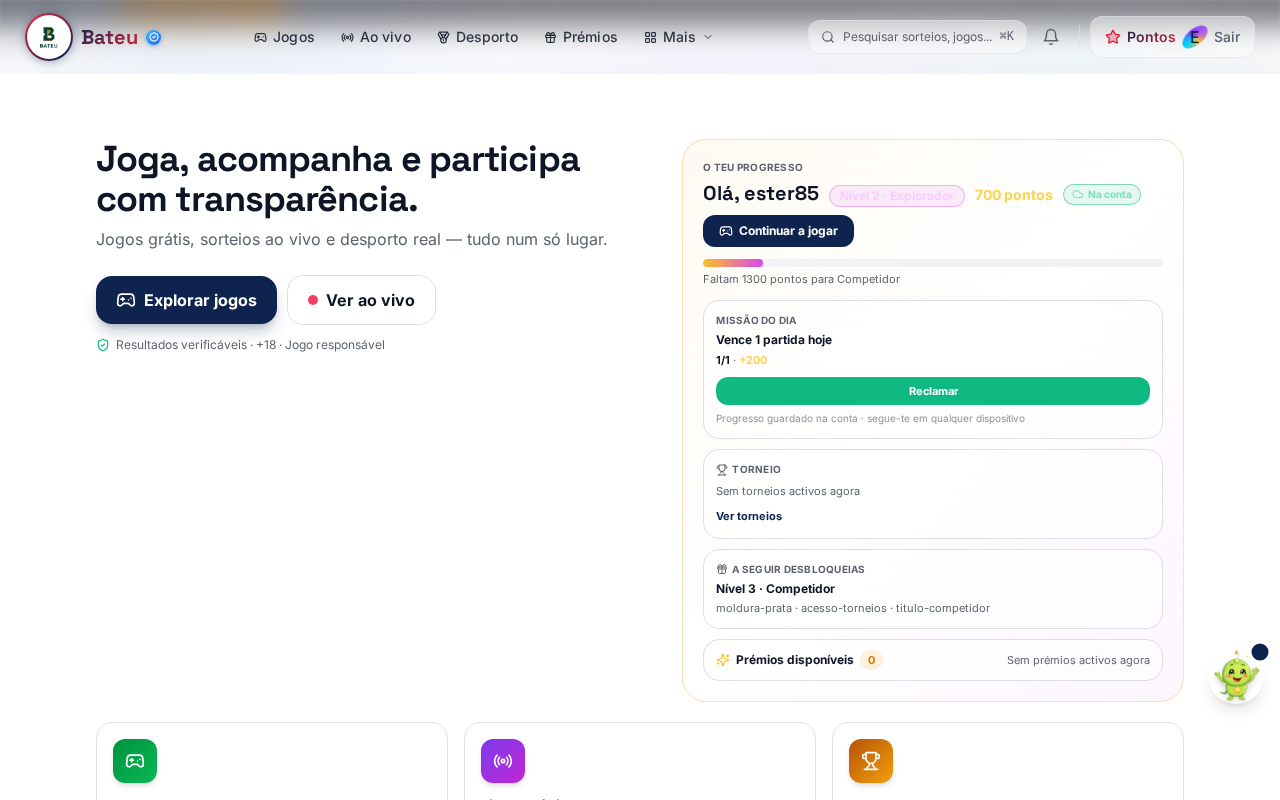 B
BATEU
Bateu
Jogos
Ao vivo
Desporto
Prémios
Mais
Pesquisar sorteios, jogos... ⌘K
Pontos
E
Sair
Joga, acompanha e participa
com transparência.
Jogos grátis, sorteios ao vivo e desporto real — tudo num só lugar.
Explorar jogos
Ver ao vivo
Resultados verificáveis · +18 · Jogo responsável
O TEU PROGRESSO
Olá, ester85
Nível 2 · Explorador
700 pontos
Na conta
Continuar a jogar
Faltam 1300 pontos para Competidor
MISSÃO DO DIA
Vence 1 partida hoje
1/1 · +200
Reclamar
Progresso guardado na conta · segue-te em qualquer dispositivo
TORNEIO
Sem torneios activos agora
Ver torneios
A SEGUIR DESBLOQUEIAS
Nível 3 · Competidor
moldura-prata · acesso-torneios · titulo-competidor
Prémios disponíveis 0
Sem prémios activos agora